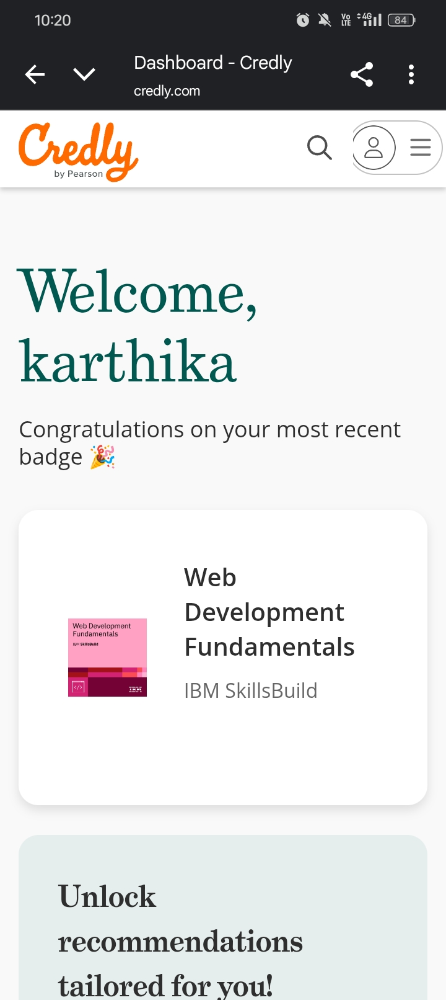 10:20
Vo
LTE
4G
84
Dashboard - Credly
credly.com
Credly
by Pearson
Welcome,
karthika
Congratulations on your most recent
badge 🎉
Web
Development
Fundamentals
IBM SkillsBuild
Web Development
Fundamentals
IBM SkillsBuild
</>
IBM
Unlock
recommendations
tailored for you!